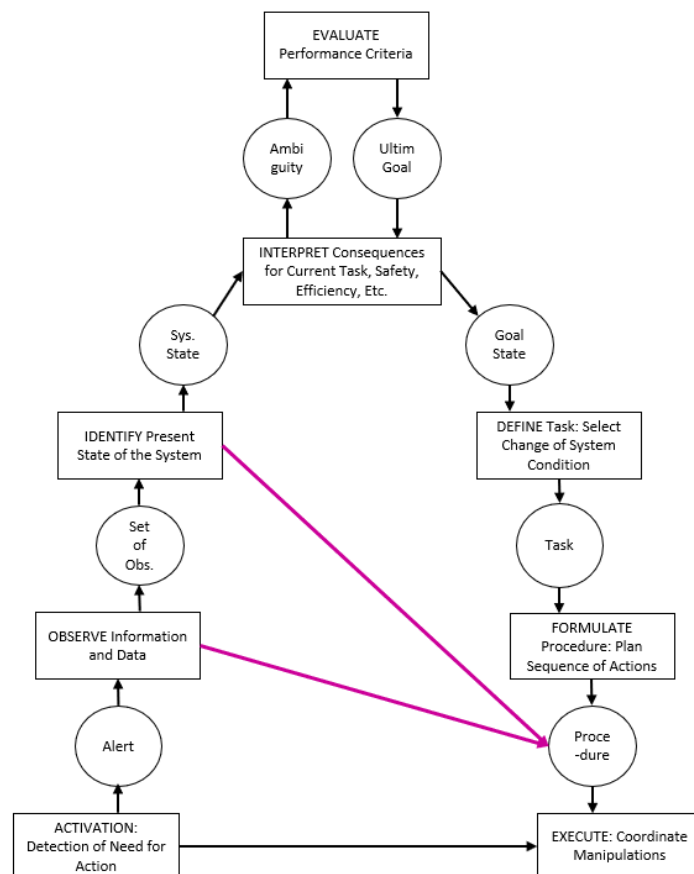 EVALUATE
Performance Criteria
Ambi
guity
Ultim
Goal
INTERPRET Consequences
for Current Task, Safety,
Efficiency, Etc.
Sys.
State
Goal
State
IDENTIFY Present
State of the System
DEFINE Task: Select
Change of System
Condition
Set
of
Obs.
Task
OBSERVE Information
and Data
FORMULATE
Procedure: Plan
Sequence of Actions
Alert
Proce
-dure
ACTIVATION:
Detection of Need for
Action
EXECUTE: Coordinate
Manipulations